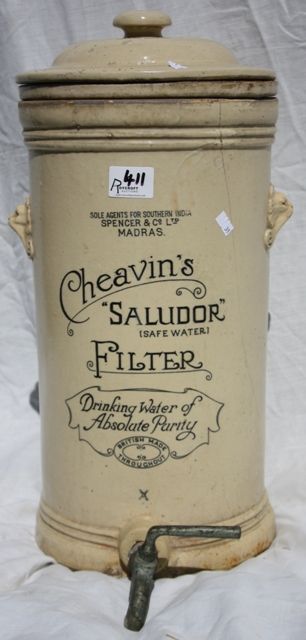 411
ROYCROFT
SOLE AGENTS FOR SOUTHERN INDIA
SPENCER & Co LTD
MADRAS.
Cheavin's
"SALUDOR"
[SAFE WATER]
FILTER
Drinking Water of
Absolute Purity
BRITISH MADE
THROUGHOUT
X